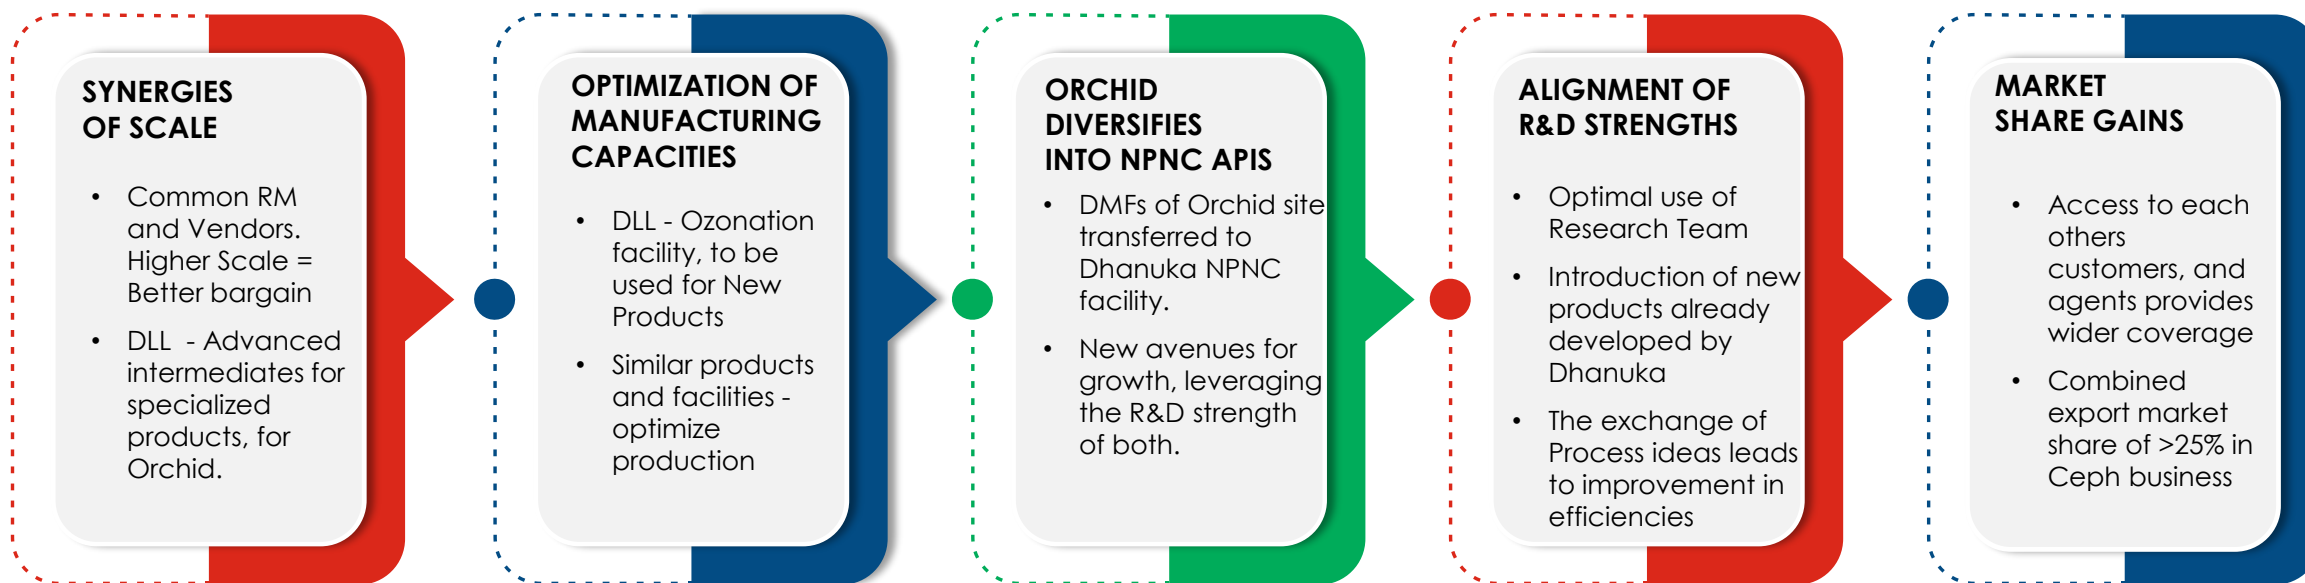 SYNERGIES
OF SCALE
• Common RM
and Vendors.
Higher Scale =
Better bargain
• DLL - Advanced
intermediates for
specialized
products, for
Orchid.
OPTIMIZATION OF
MANUFACTURING
CAPACITIES
• DLL - Ozonation
facility, to be
used for New
Products
• Similar products
and facilities -
optimize
production
ORCHID
DIVERSIFIES
INTO NPNC APIS
• DMFs of Orchid site
transferred to
Dhanuka NPNC
facility.
• New avenues for
growth, leveraging
the R&D strength
of both.
ALIGNMENT OF
R&D STRENGTHS
• Optimal use of
Research Team
• Introduction of new
products already
developed by
Dhanuka
• The exchange of
Process ideas leads
to improvement in
efficiencies
MARKET
SHARE GAINS
• Access to each
others
customers, and
agents provides
wider coverage
• Combined
export market
share of >25% in
Ceph business